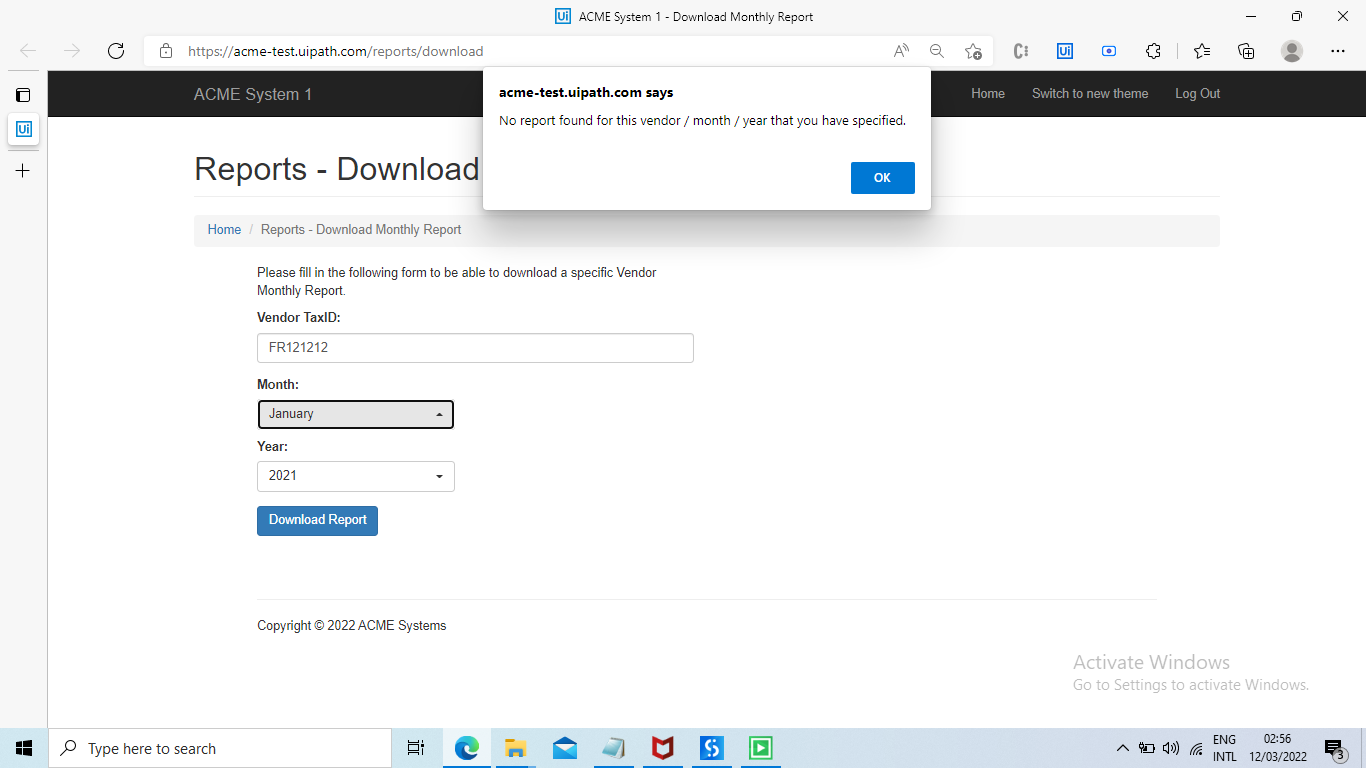 Ui ACME System 1 - Download Monthly Report
https://acme-test.uipath.com/reports/download
A C Ui
Ui
ACME System 1
Home Switch to new theme Log Out
acme-test.uipath.com says
No report found for this vendor / month / year that you have specified.
OK
Reports - Download
Home / Reports - Download Monthly Report
Please fill in the following form to be able to download a specific Vendor
Monthly Report.
Vendor TaxID:
FR121212
Month:
January
Year:
2021
Download Report
Copyright © 2022 ACME Systems
Activate Windows
Go to Settings to activate Windows.
Type here to search
ENG 02:56
INTL 12/03/2022 3